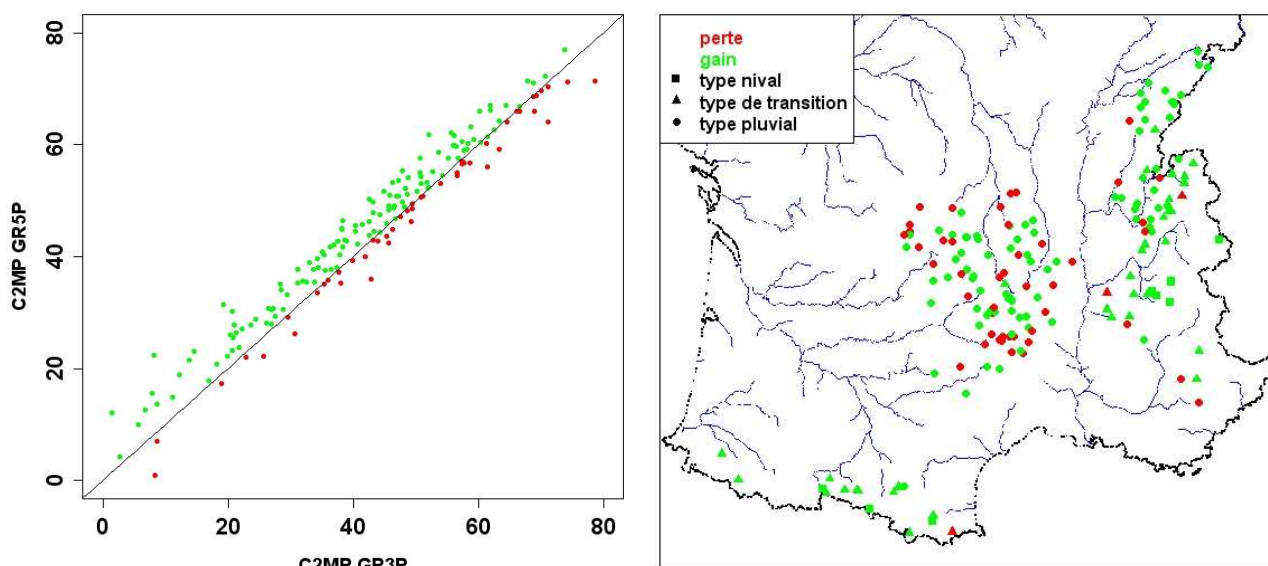 80
60
40
20
0
C2MP GR5P
0 20 40 60 80
C2MP GR3P
perte
gain
type nival
type de transition
type pluvial